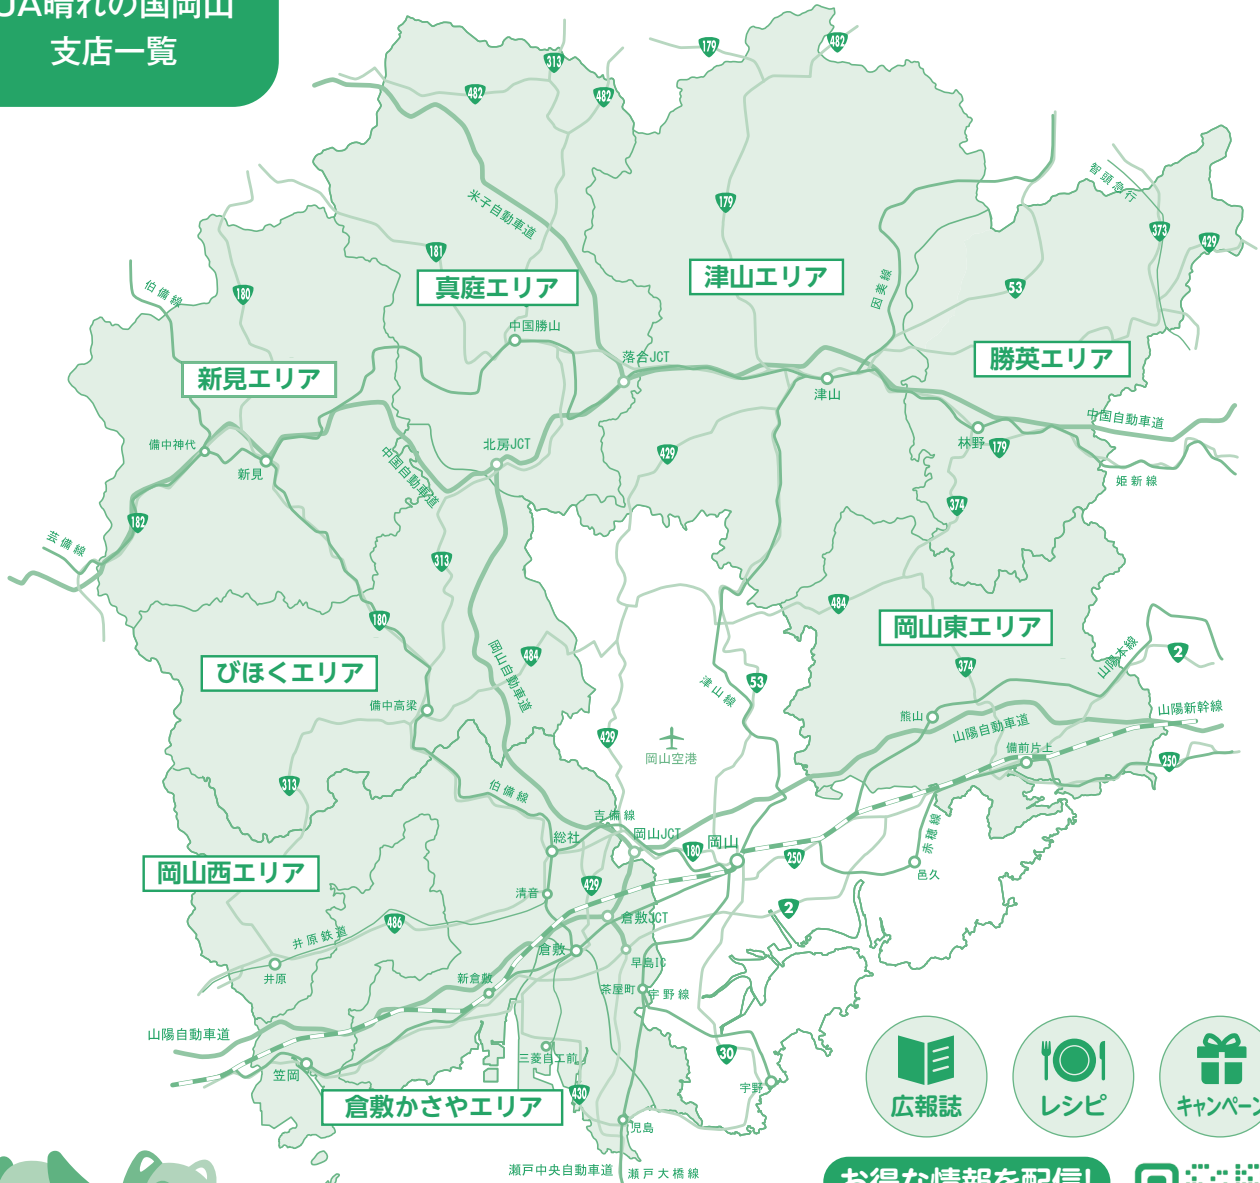 JA晴れの国岡山
支店一覧
179
482
313
482
482
智頭急行
179
373
米子自動車道
181
429
真庭エリア
津山エリア
伯備線
180
因美線
53
中国勝山
落合JCT
勝英エリア
新見エリア
津山
中国自動車道
備中神代
北房JCT
林野
179
新見
429
中国自動車道
姫新線
374
182
芸備線
313
484
180
岡山東エリア
岡山自動車道
484
2
374
山陽本線
びほくエリア
津山線
53
備中高梁
熊山
山陽新幹線
429
山陽自動車道
岡山空港
備前片上
250
313
伯備線
吉備線
総社
岡山JCT
180
岡山
250
赤穂線
岡山西エリア
邑久
清音
429
2
倉敷JCT
486
井原鉄道
倉敷
早島IC
井原
新倉敷
茶屋町
宇野線
山陽自動車道
三菱自工前
30
笠岡
宇野
430
倉敷かさやエリア
児島
広報誌
レシピ
キャンペーン
瀬戸中央自動車道
瀬戸大橋線
お得な情報を配信!